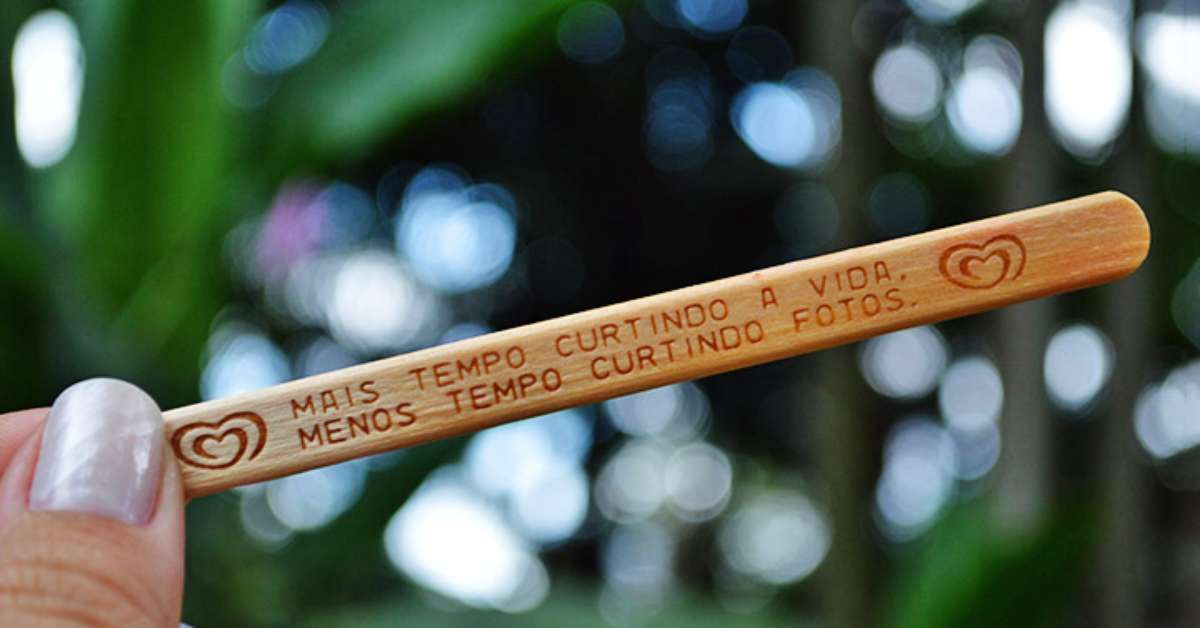 MAIS TEMPO CURTINDO A VIDA,
MENOS TEMPO CURTINDO FOTOS.